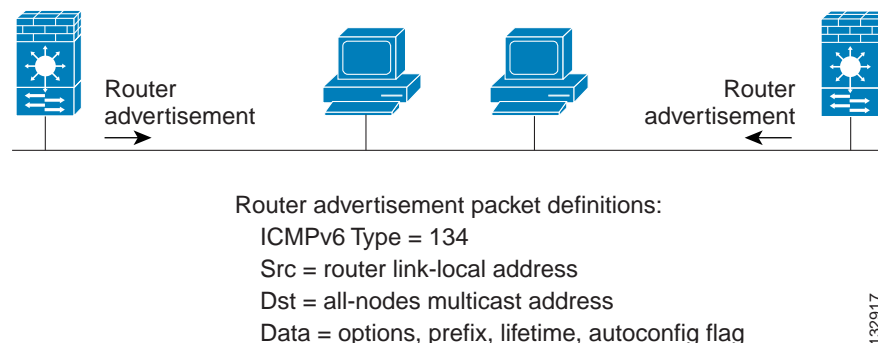 Router
advertisement
Router
advertisement
Router advertisement packet definitions:
ICMPv6 Type = 134
Src = router link-local address
Dst = all-nodes multicast address
Data = options, prefix, lifetime, autoconfig flag
132917